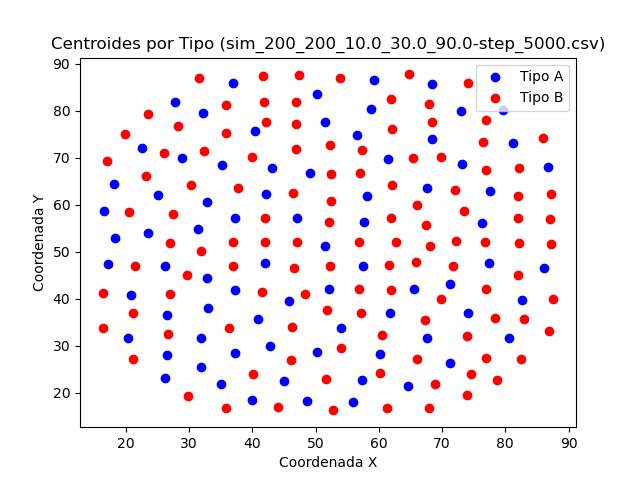 Centroides por Tipo (sim_200_200_10.0_30.0_90.0-step_5000.csv)
Tipo A
Tipo B
90
80
70
60
50
40
30
20
Coordenada Y
20 30 40 50 60 70 80 90
Coordenada X